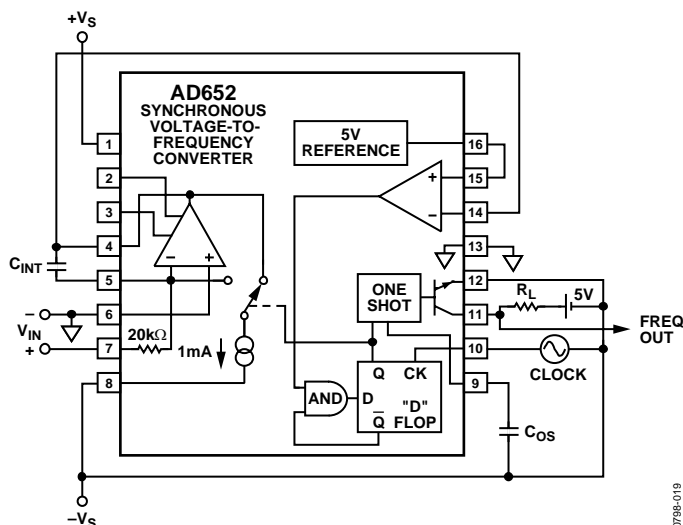 +VS
AD652
SYNCHRONOUS
VOLTAGE-TO-
FREQUENCY
CONVERTER
5V
REFERENCE
1
2
3
4
5
6
7
8
16
15
14
13
12
11
10
9
+
–
–
+
CINT
–
VIN
+
20kΩ
1mA
ONE
SHOT
RL
5V
FREQ
OUT
CLOCK
AND
D
Q
CK
"D"
FLOP
Q̅
COS
–VS